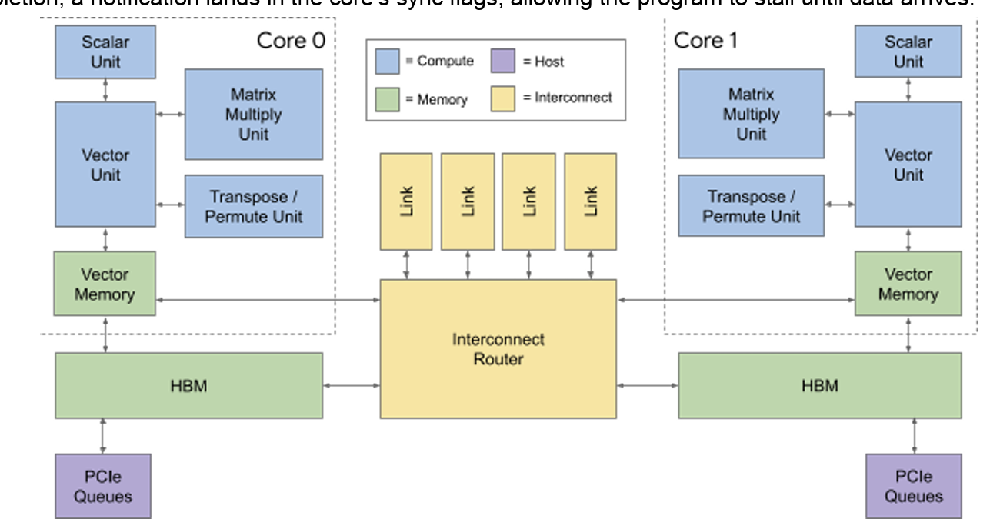 pletion, a notification lands in the core's sync flags, allowing the program to stall until data arrives.
Core 0
Scalar
Unit
Matrix
Multiply
Unit
Vector
Unit
Transpose /
Permute Unit
Vector
Memory
HBM
PCIe
Queues
= Compute
= Host
= Memory
= Interconnect
Link
Link
Link
Link
Interconnect
Router
Core 1
Scalar
Unit
Matrix
Multiply
Unit
Vector
Unit
Transpose /
Permute Unit
Vector
Memory
HBM
PCIe
Queues